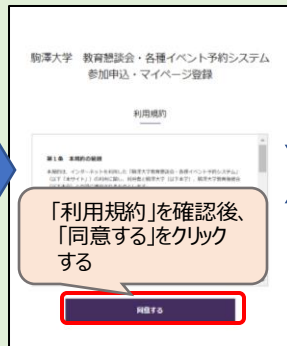 駒澤大学 教育懇談会・各種イベント予約システム
参加申込・マイページ登録
利用規約
第1条 本規約の範囲
「利用規約」を確認後、
「同意する」をクリック
する
同意する